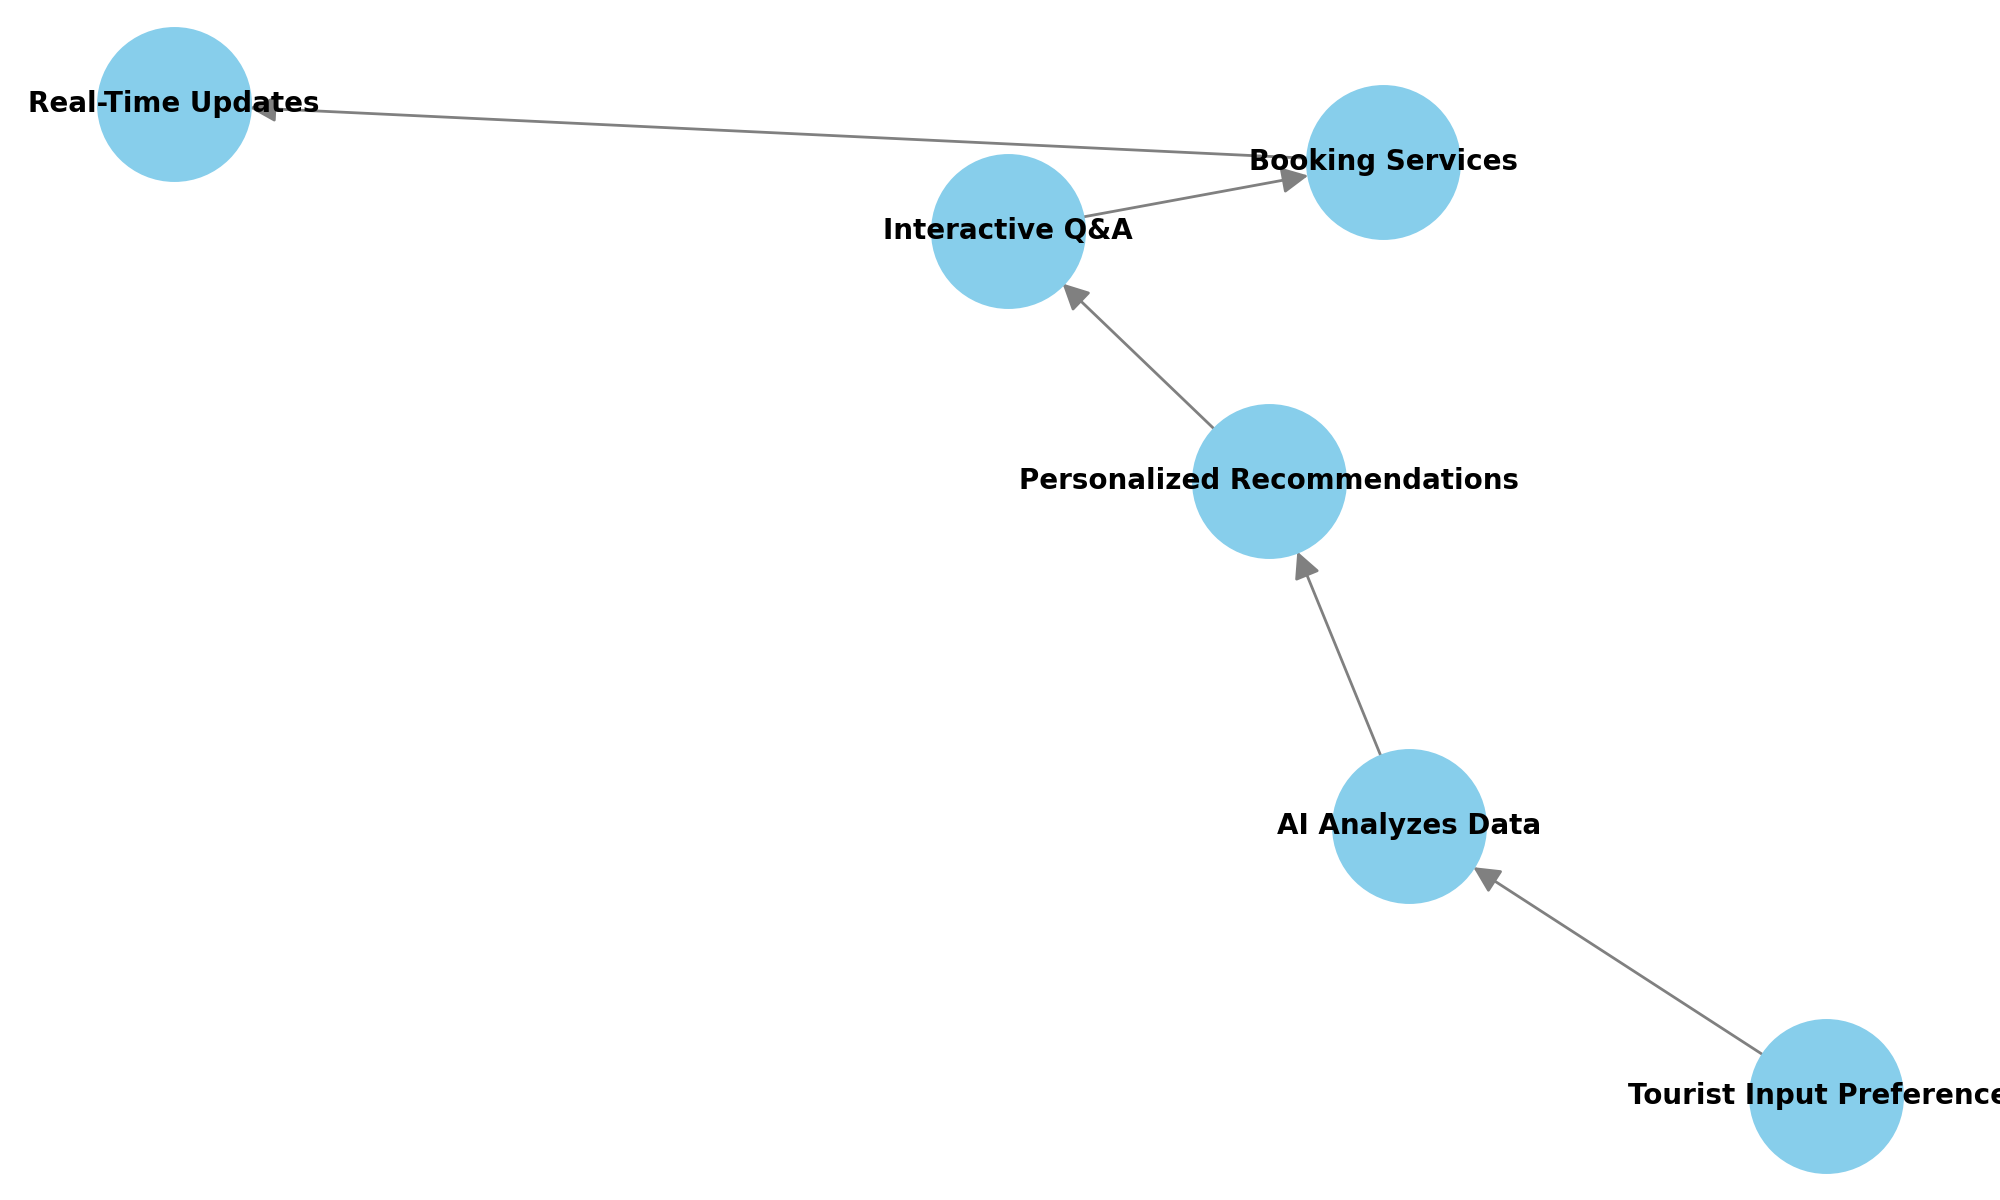 Real-Time Updates
Booking Services
Interactive Q&A
Personalized Recommendations
AI Analyzes Data
Tourist Input Preference